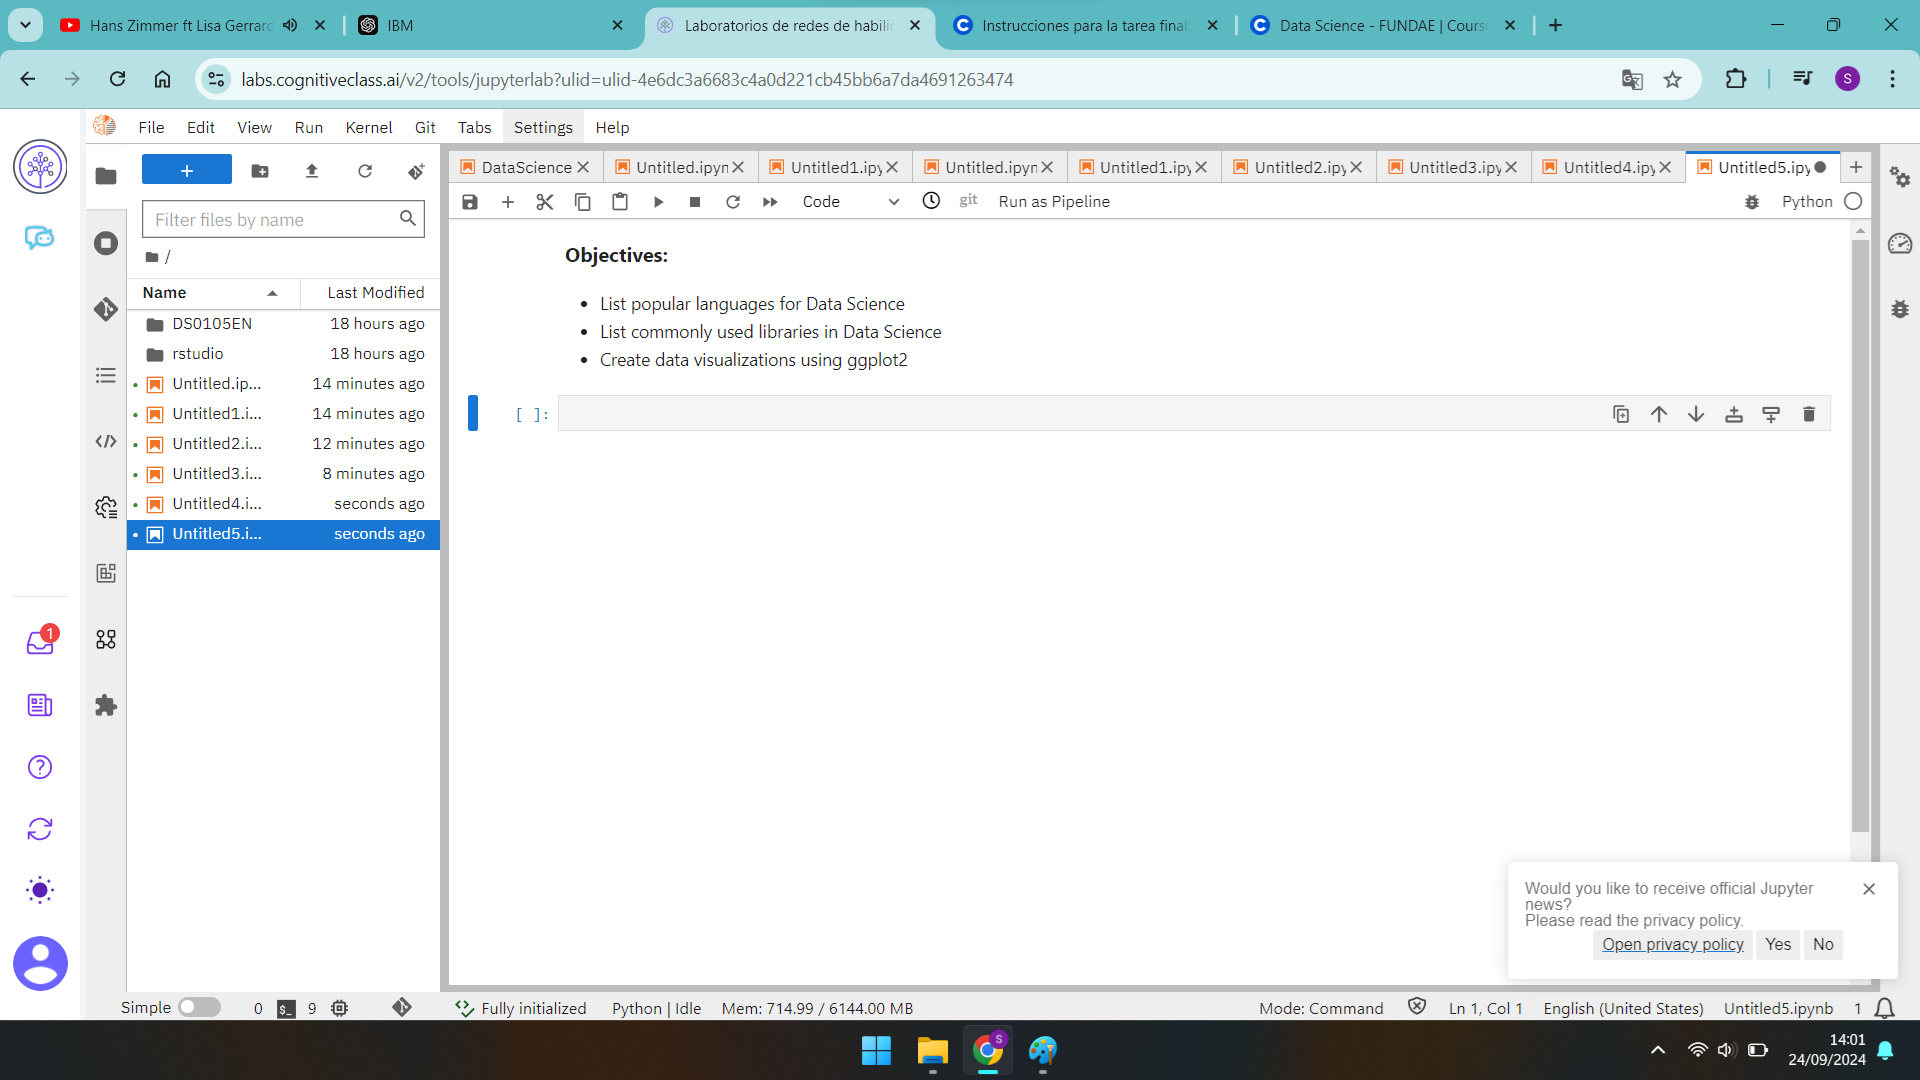 Hans Zimmer ft Lisa Gerrard
IBM
Laboratorios de redes de habilic
Instrucciones para la tarea final:
Data Science - FUNDAE | Cours
labs.cognitiveclass.ai/v2/tools/jupyterlab?ulid=ulid-4e6dc3a6683c4a0d221cb45bb6a7da4691263474
S
File Edit View Run Kernel Git Tabs Settings Help
DataScience
Untitled.ipyn
Untitled1.ipy
Untitled.ipyn
Untitled1.ipy
Untitled2.ipy
Untitled3.ipy
Untitled4.ipy
Untitled5.ipy
Code
git
Run as Pipeline
Python
Filter files by name
/
Name Last Modified
DS0105EN 18 hours ago
rstudio 18 hours ago
Untitled.ip... 14 minutes ago
Untitled1.i... 14 minutes ago
Untitled2.i... 12 minutes ago
Untitled3.i... 8 minutes ago
Untitled4.i... seconds ago
Untitled5.i... seconds ago
Objectives:
• List popular languages for Data Science
• List commonly used libraries in Data Science
• Create data visualizations using ggplot2
[ ]:
1
Would you like to receive official Jupyter
news?
Please read the privacy policy.
Open privacy policy Yes No
Simple 0 $_ 9 Fully initialized Python | Idle Mem: 714.99 / 6144.00 MB Mode: Command Ln 1, Col 1 English (United States) Untitled5.ipynb 1
S
14:01
24/09/2024